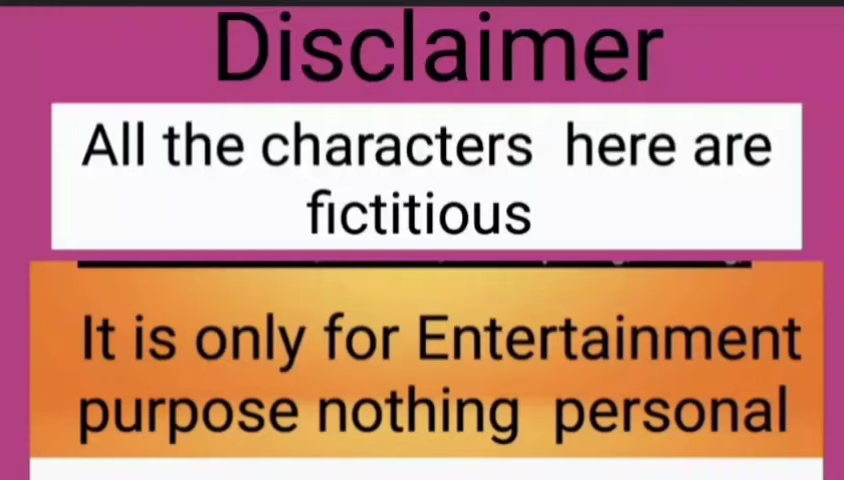 Disclaimer
All the characters here are
fictitious
It is only for Entertainment
purpose nothing personal